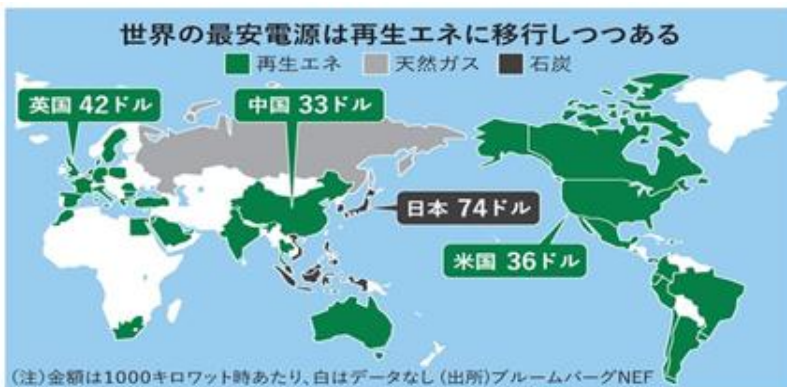 世界の最安電源は再生エネに移行しつつある
再生エネ 天然ガス 石炭
英国 42ドル
中国 33ドル
日本 74ドル
米国 36ドル
(注)金額は1000キロワット時あたり、白はデータなし (出所)ブルームバーグNEF